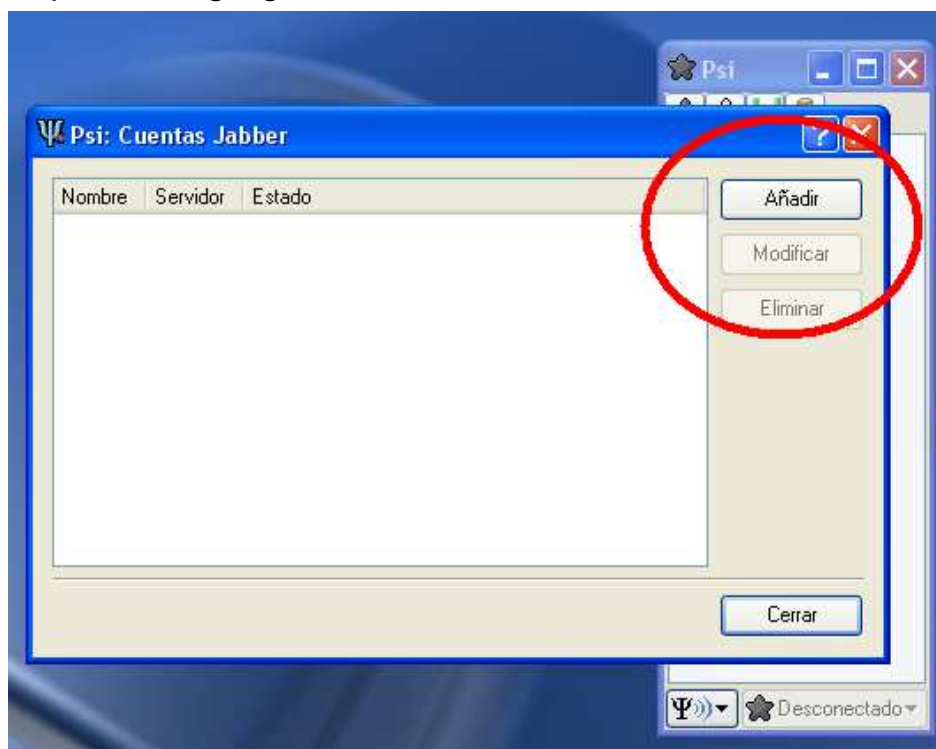 Psi
Psi: Cuentas Jabber
Nombre Servidor Estado
Añadir
Modificar
Eliminar
Cerrar
Desconectado